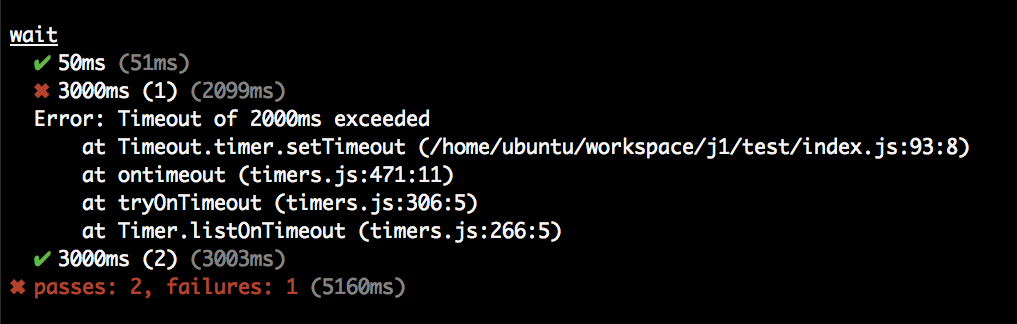 wait
✔ 50ms (51ms)
✖ 3000ms (1) (2099ms)
Error: Timeout of 2000ms exceeded
at Timeout.timer.setTimeout (/home/ubuntu/workspace/j1/test/index.js:93:8)
at ontimeout (timers.js:471:11)
at tryOnTimeout (timers.js:306:5)
at Timer.listOnTimeout (timers.js:266:5)
✔ 3000ms (2) (3003ms)
✖ passes: 2, failures: 1 (5160ms)